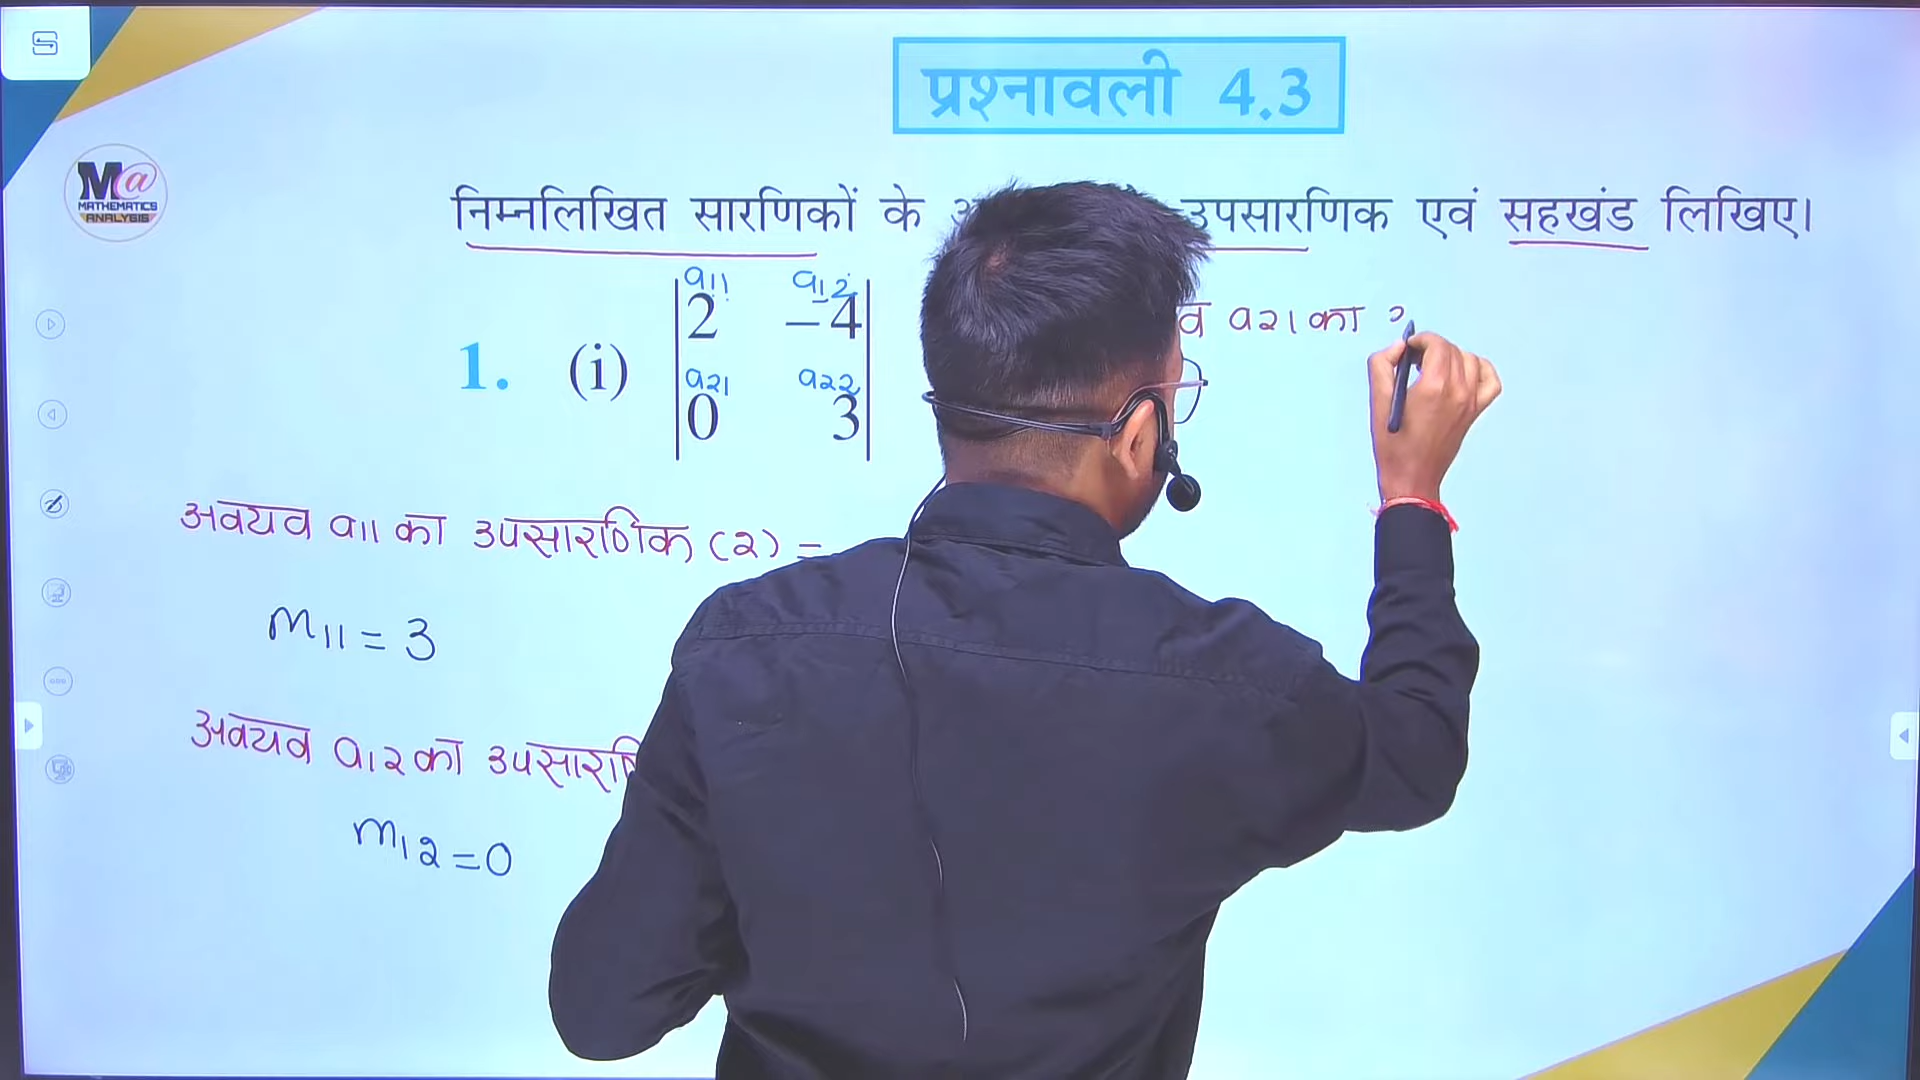 प्रश्नावली 4.3
M@
MATHEMATICS
ANALYSIS
निम्नलिखित सारणिकों के उपसारणिक एवं सहखंड लिखिए।
a11 a12
2 −4
1. (i)
a21 a22
0 3
a21 का
अवयव a11 का उपसारणिक (2) =
m11 = 3
अवयव a12 का
m12 = 0